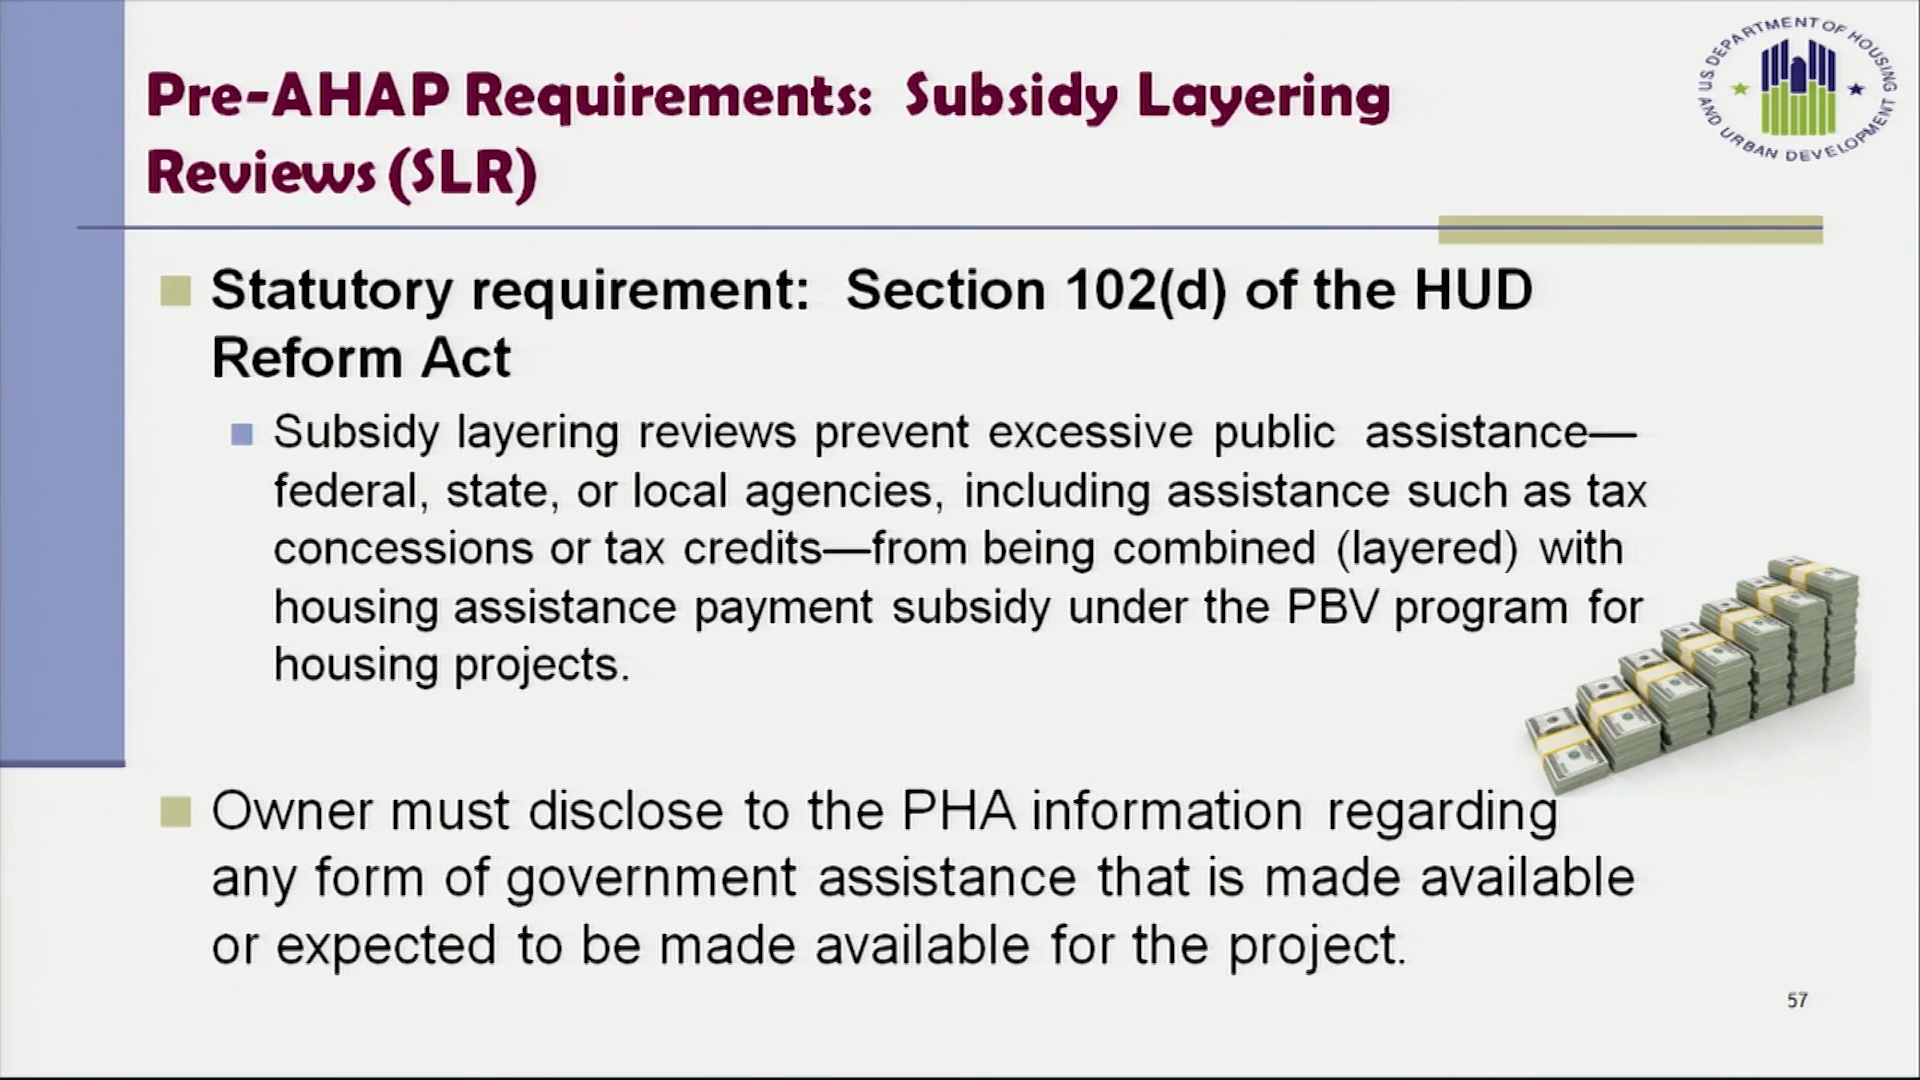 US DEPARTMENT OF HOUSING
AND URBAN DEVELOPMENT
Pre-AHAP Requirements: Subsidy Layering
Reviews (SLR)
Statutory requirement: Section 102(d) of the HUD
Reform Act
Subsidy layering reviews prevent excessive public assistance—
federal, state, or local agencies, including assistance such as tax
concessions or tax credits—from being combined (layered) with
housing assistance payment subsidy under the PBV program for
housing projects.
Owner must disclose to the PHA information regarding
any form of government assistance that is made available
or expected to be made available for the project.
57